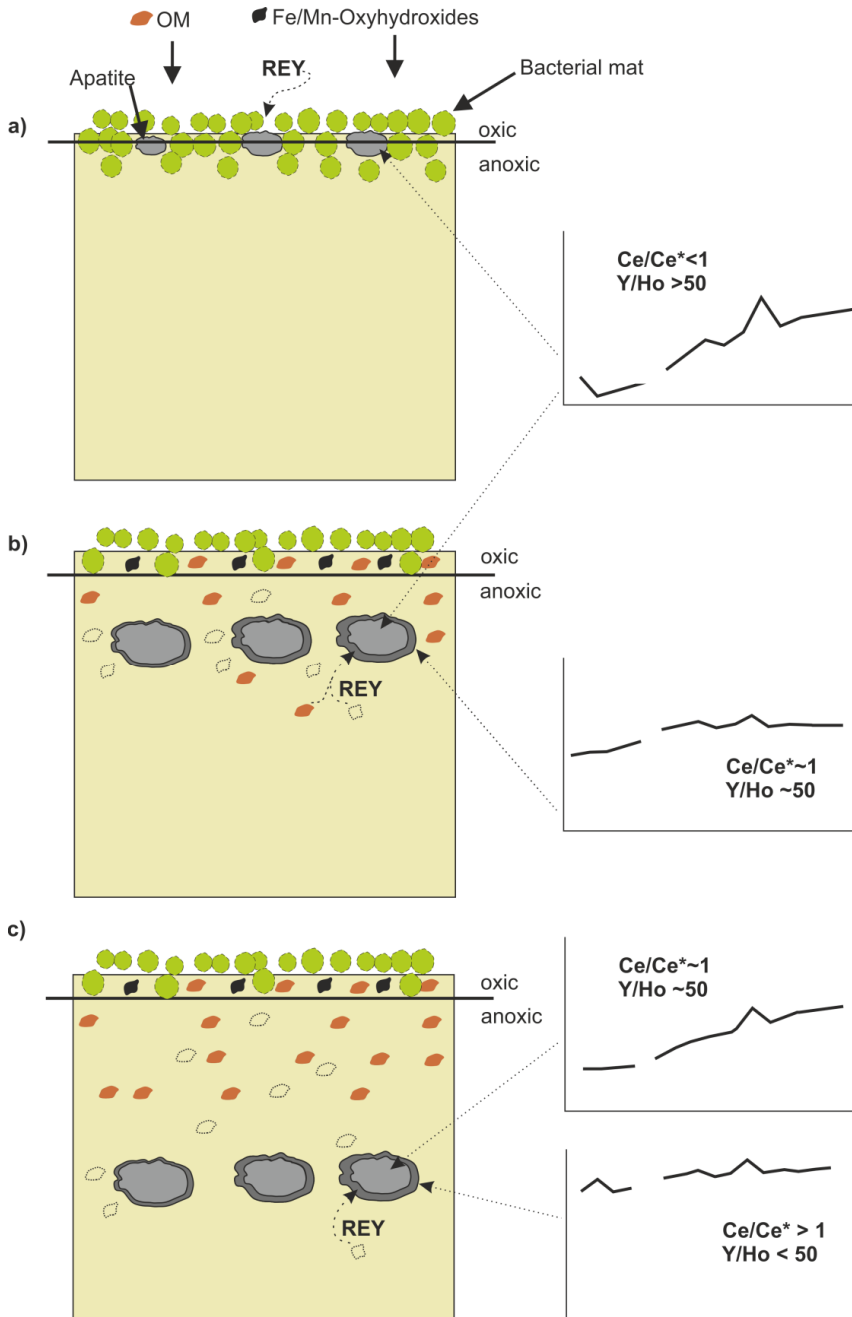 OM
Fe/Mn-Oxyhydroxides
REY
Apatite
Bacterial mat
a)
oxic
anoxic
Ce/Ce*<1
Y/Ho >50
b)
oxic
anoxic
REY
Ce/Ce*~1
Y/Ho ~50
c)
oxic
anoxic
Ce/Ce*~1
Y/Ho ~50
REY
Ce/Ce* > 1
Y/Ho < 50